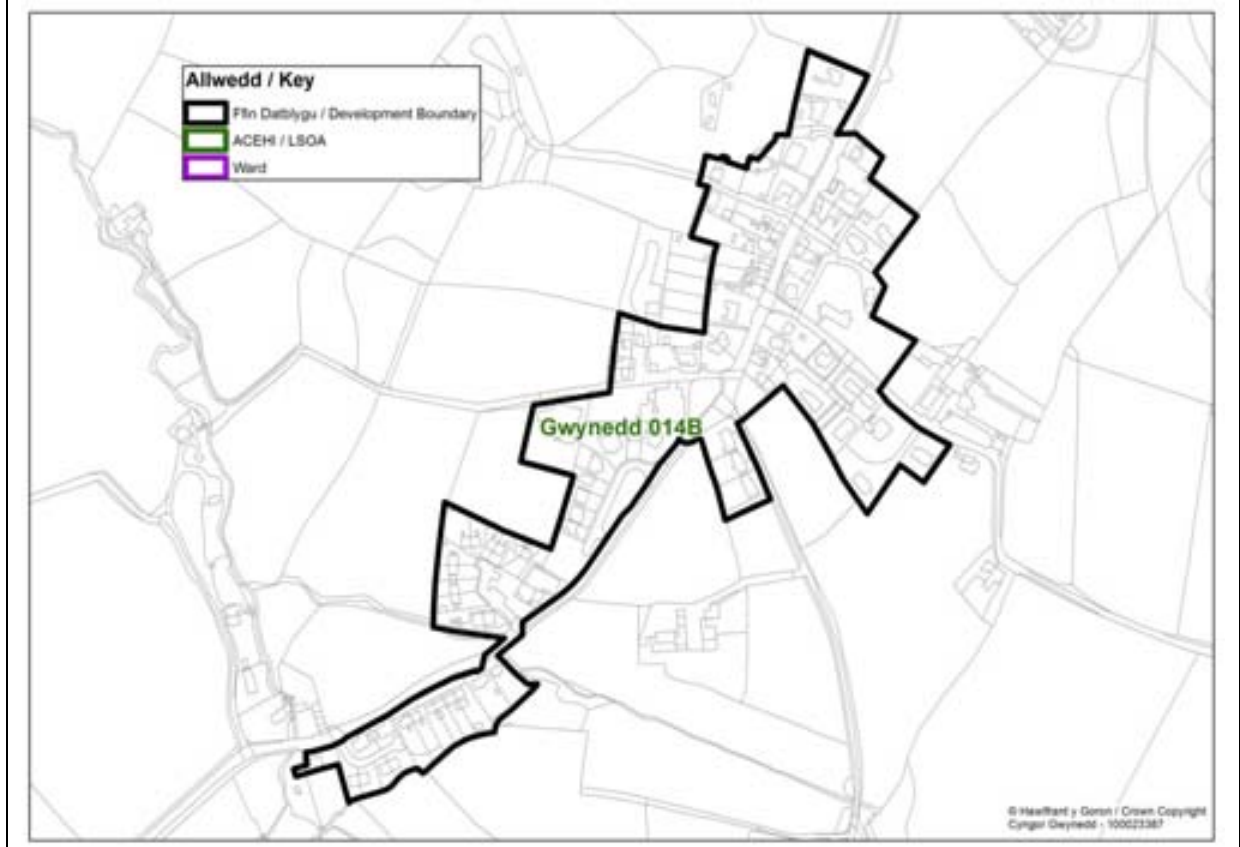 Allwedd / Key
Ffin Datblygu / Development Boundary
ACEHI / LSOA
Ward
Gwynedd 014B
© Hawlfraint y Goron / Crown Copyright
Cyngor Gwynedd - 100023387